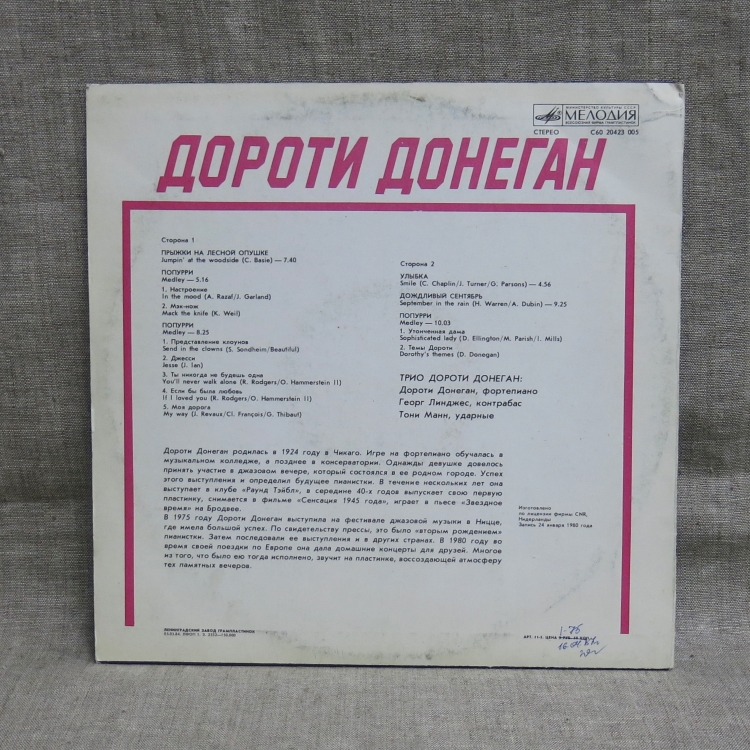 МИНИСТЕРСТВО КУЛЬТУРЫ СССР
МЕЛОДИЯ
ВСЕСОЮЗНАЯ ФИРМА ГРАМПЛАСТИНОК
СТЕРЕО С60 20423 005
ДОРОТИ ДОНЕГАН
Сторона 1
ПРЫЖКИ НА ЛЕСНОЙ ОПУШКЕ
Jumpin' at the woodside (C. Basie) — 7.40
ПОПУРРИ
Medley — 5.16
1. Настроение
In the mood (A. Razaf/J. Garland)
2. Мэк-нож
Mack the knife (K. Weil)
ПОПУРРИ
Medley — 8.25
1. Представление клоунов
Send in the clowns (S. Sondheim/Beautiful)
2. Джесси
Jesse (J. Ian)
3. Ты никогда не будешь одна
You'll never walk alone (R. Rodgers/O. Hammerstein II)
4. Если бы была любовь
If I loved you (R. Rodgers/O. Hammerstein II)
5. Моя дорога
My way (J. Revaux/Cl. François/G. Thibaut)
Сторона 2
УЛЫБКА
Smile (C. Chaplin/J. Turner/G. Parsons) — 4.56
ДОЖДЛИВЫЙ СЕНТЯБРЬ
September in the rain (H. Warren/A. Dubin) — 9.25
ПОПУРРИ
Medley — 10.03
1. Утонченная дама
Sophisticated lady (D. Ellington/M. Parish/I. Mills)
2. Темы Дороти
Dorothy's themes (D. Donegan)
ТРИО ДОРОТИ ДОНЕГАН:
Дороти Донеган, фортепиано
Георг Линджес, контрабас
Тони Манн, ударные
Дороти Донеган родилась в 1924 году в Чикаго. Игре на фортепиано обучалась в
музыкальном колледже, а позднее в консерватории. Однажды девушке довелось
принять участие в джазовом вечере, который состоялся в ее родном городе. Успех
этого выступления и определил будущее пианистки. В течение нескольких лет она
выступает в клубе «Раунд Тэйбл», в середине 40-х годов выпускает свою первую
пластинку, снимается в фильме «Сенсация 1945 года», играет в пьесе «Звездное
время» на Бродвее.
В 1975 году Дороти Донеган выступила на фестивале джазовой музыки в Ницце,
где имела большой успех. По свидетельству прессы, это было «вторым рождением»
пианистки. Затем последовали ее выступления и в других странах. В 1980 году во
время своей поездки по Европе она дала домашние концерты для друзей. Многое
из того, что было ею тогда исполнено, звучит на пластинке, воссоздающей атмосферу
тех памятных вечеров.
Изготовлено
по лицензии фирмы CNR,
Нидерланды
Запись 24 января 1980 года
ЛЕНИНГРАДСКИЙ ЗАВОД ГРАМПЛАСТИНОК
АРТ. 11-3. ЦЕНА
1-75